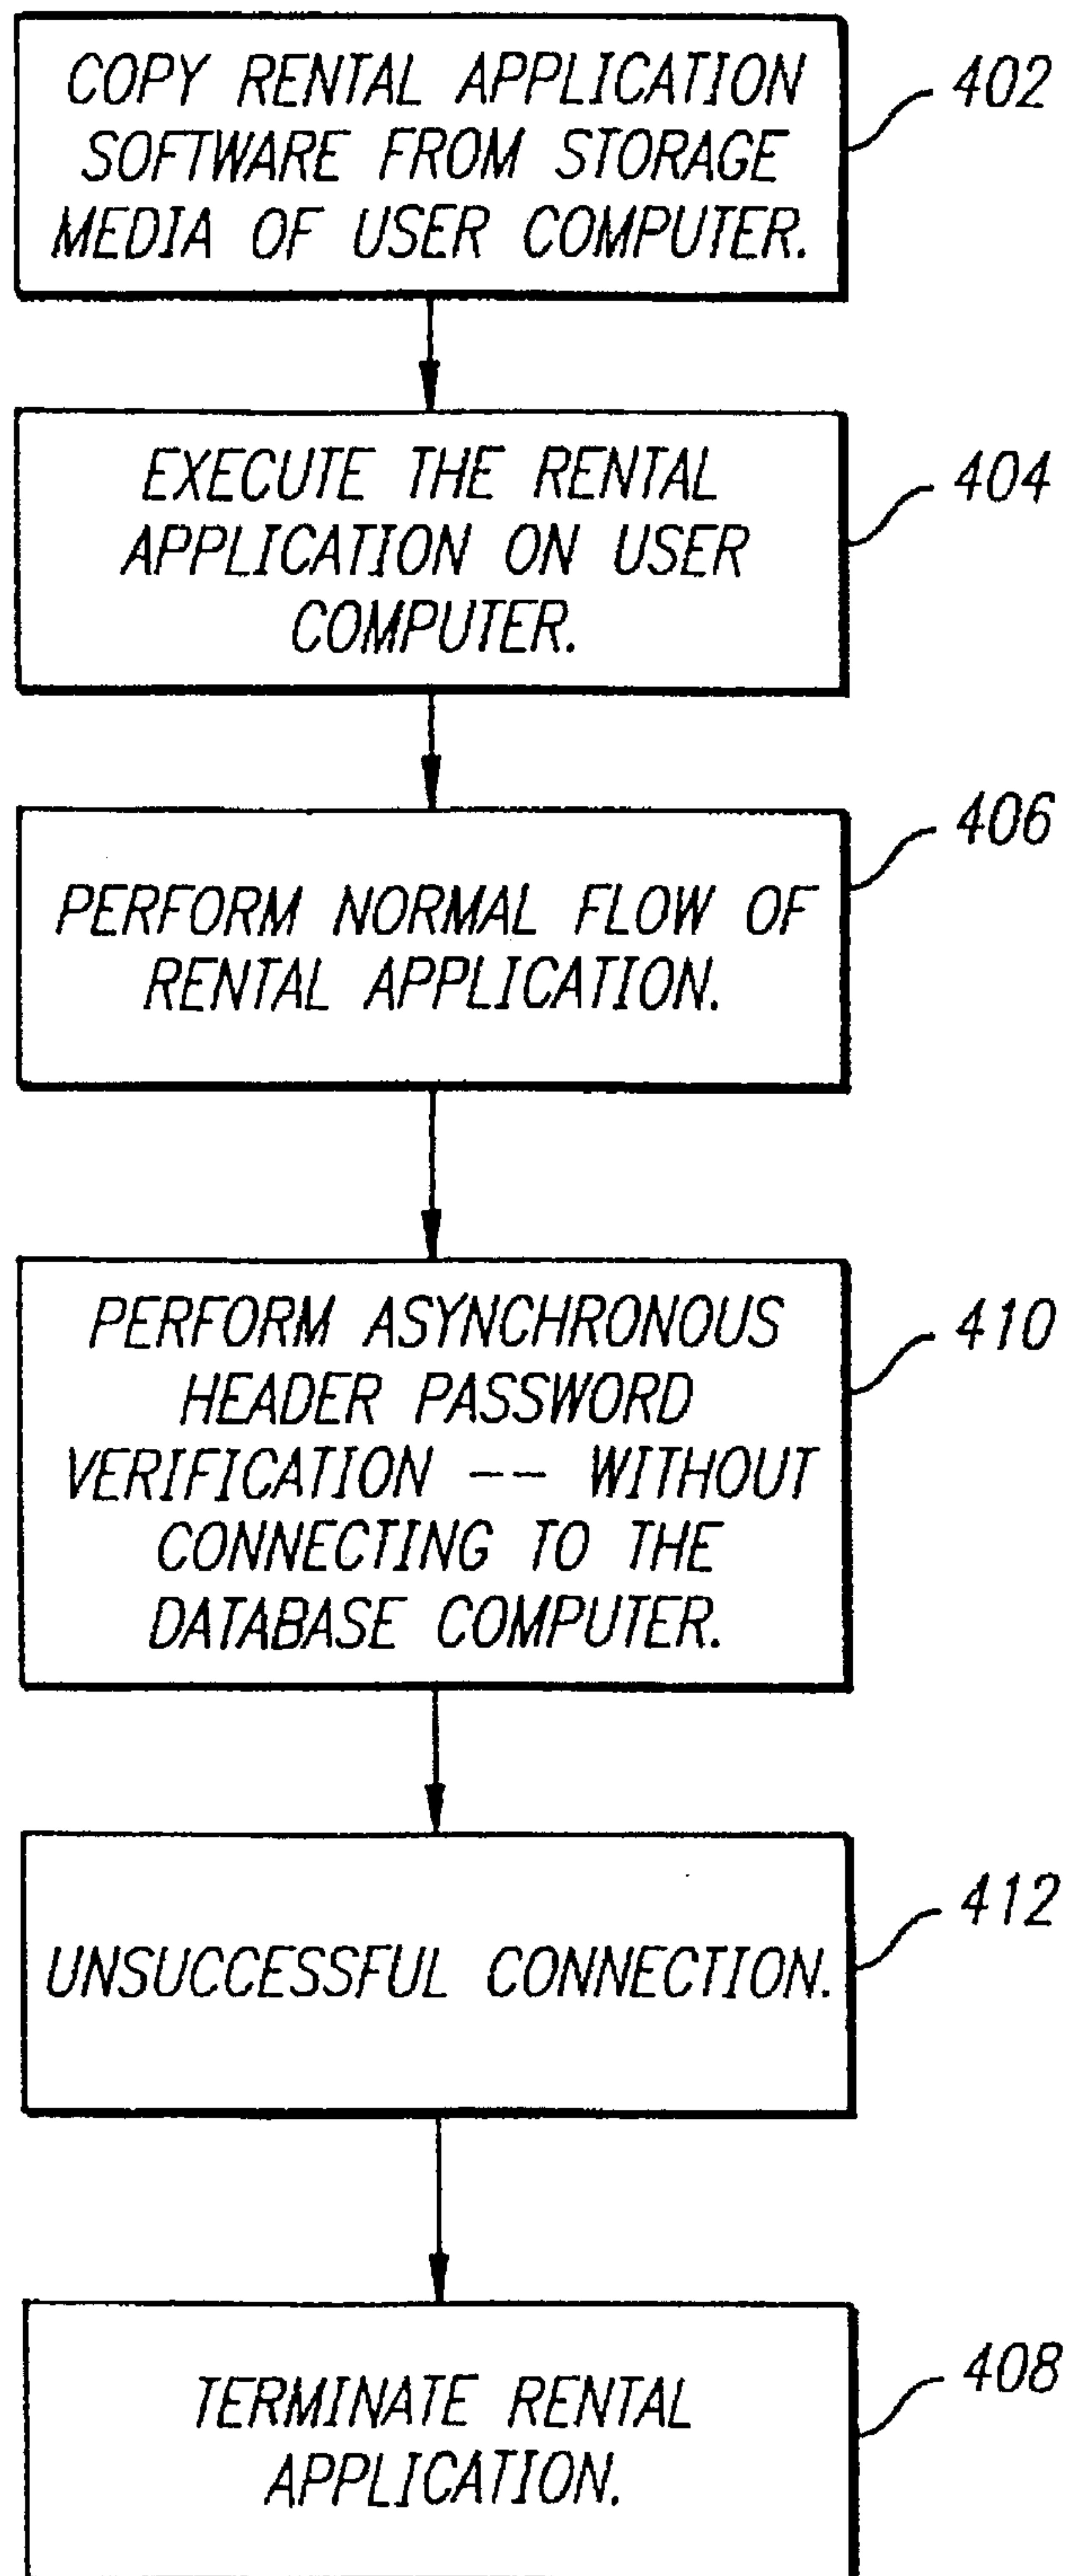 COPY RENTAL APPLICATION
SOFTWARE FROM STORAGE
MEDIA OF USER COMPUTER.
402
EXECUTE THE RENTAL
APPLICATION ON USER
COMPUTER.
404
PERFORM NORMAL FLOW OF
RENTAL APPLICATION.
406
PERFORM ASYNCHRONOUS
HEADER PASSWORD
VERIFICATION -- WITHOUT
CONNECTING TO THE
DATABASE COMPUTER.
410
UNSUCCESSFUL CONNECTION.
412
TERMINATE RENTAL
APPLICATION.
408